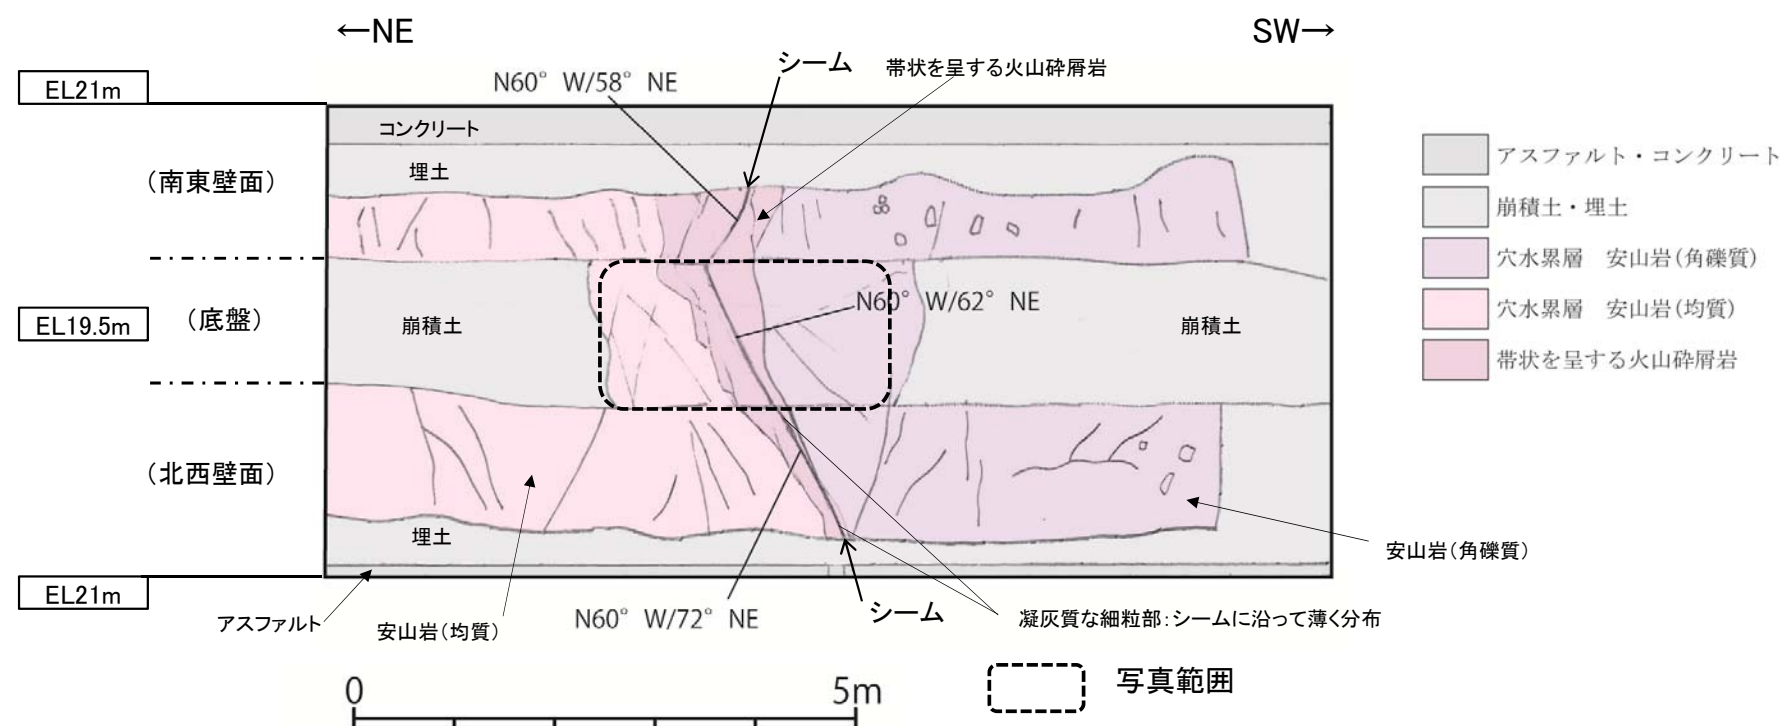 ←NE
SW→
EL21m
N60° W/58° NE
シーム
帯状を呈する火山砕屑岩
コンクリート
埋土
(南東壁面)
アスファルト・コンクリート
崩積土・埋土
穴水累層 安山岩(角礫質)
穴水累層 安山岩(均質)
帯状を呈する火山砕屑岩
EL19.5m
(底盤)
崩積土
N60° W/62° NE
崩積土
(北西壁面)
埋土
安山岩(角礫質)
EL21m
アスファルト
安山岩(均質)
N60° W/72° NE
シーム
凝灰質な細粒部:シームに沿って薄く分布
0
5m
写真範囲